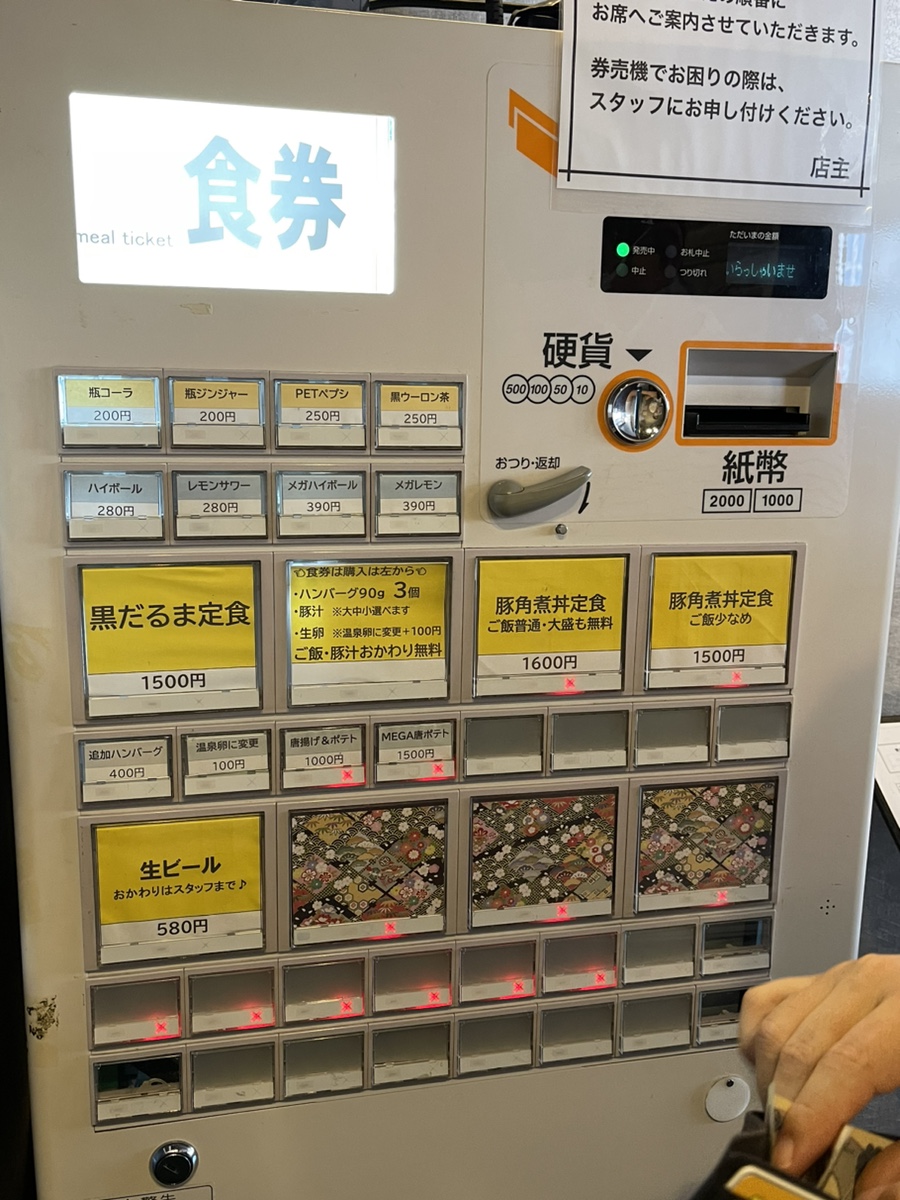 お席へご案内させていただきます。
券売機でお困りの際は、
スタッフにお申し付けください。
店主
食券
meal ticket
ただいまの金額
発売中
お札中止
中止
つり切れ
いらっしゃいませ
硬貨
500 100 50 10
おつり・返却
紙幣
2000 1000
瓶コーラ
200円
瓶ジンジャー
200円
PETペプシ
250円
黒ウーロン茶
250円
ハイボール
280円
レモンサワー
280円
メガハイボール
390円
メガレモン
390円
黒だるま定食
1500円
食券は購入は左から
・ハンバーグ90g 3個
・豚汁 ※大中小選べます
・生卵 ※温泉卵に変更+100円
ご飯・豚汁おかわり無料
豚角煮丼定食
ご飯普通・大盛も無料
1600円
豚角煮丼定食
ご飯少なめ
1500円
追加ハンバーグ
400円
温泉卵に変更
100円
唐揚げ&ポテト
1000円
MEGA唐ポテト
1500円
生ビール
おかわりはスタッフまで♪
580円